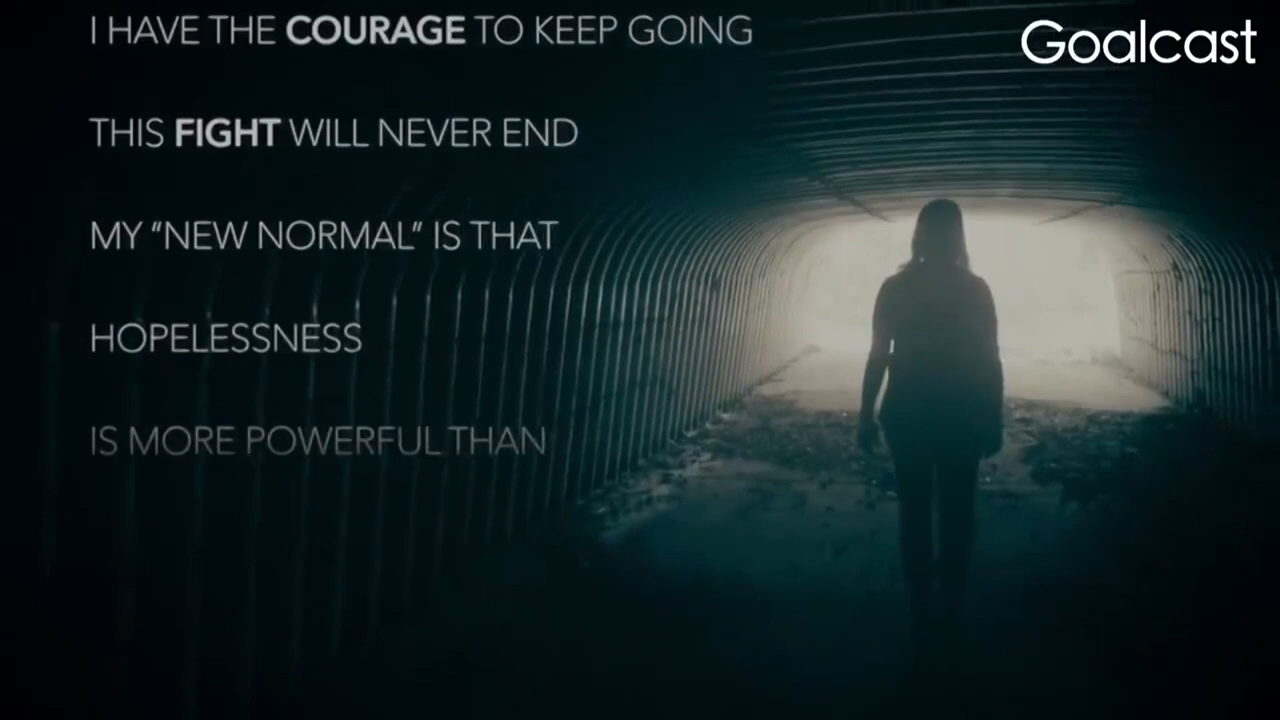 I HAVE THE COURAGE TO KEEP GOING
Goalcast
THIS FIGHT WILL NEVER END
MY “NEW NORMAL” IS THAT
HOPELESSNESS
IS MORE POWERFUL THAN